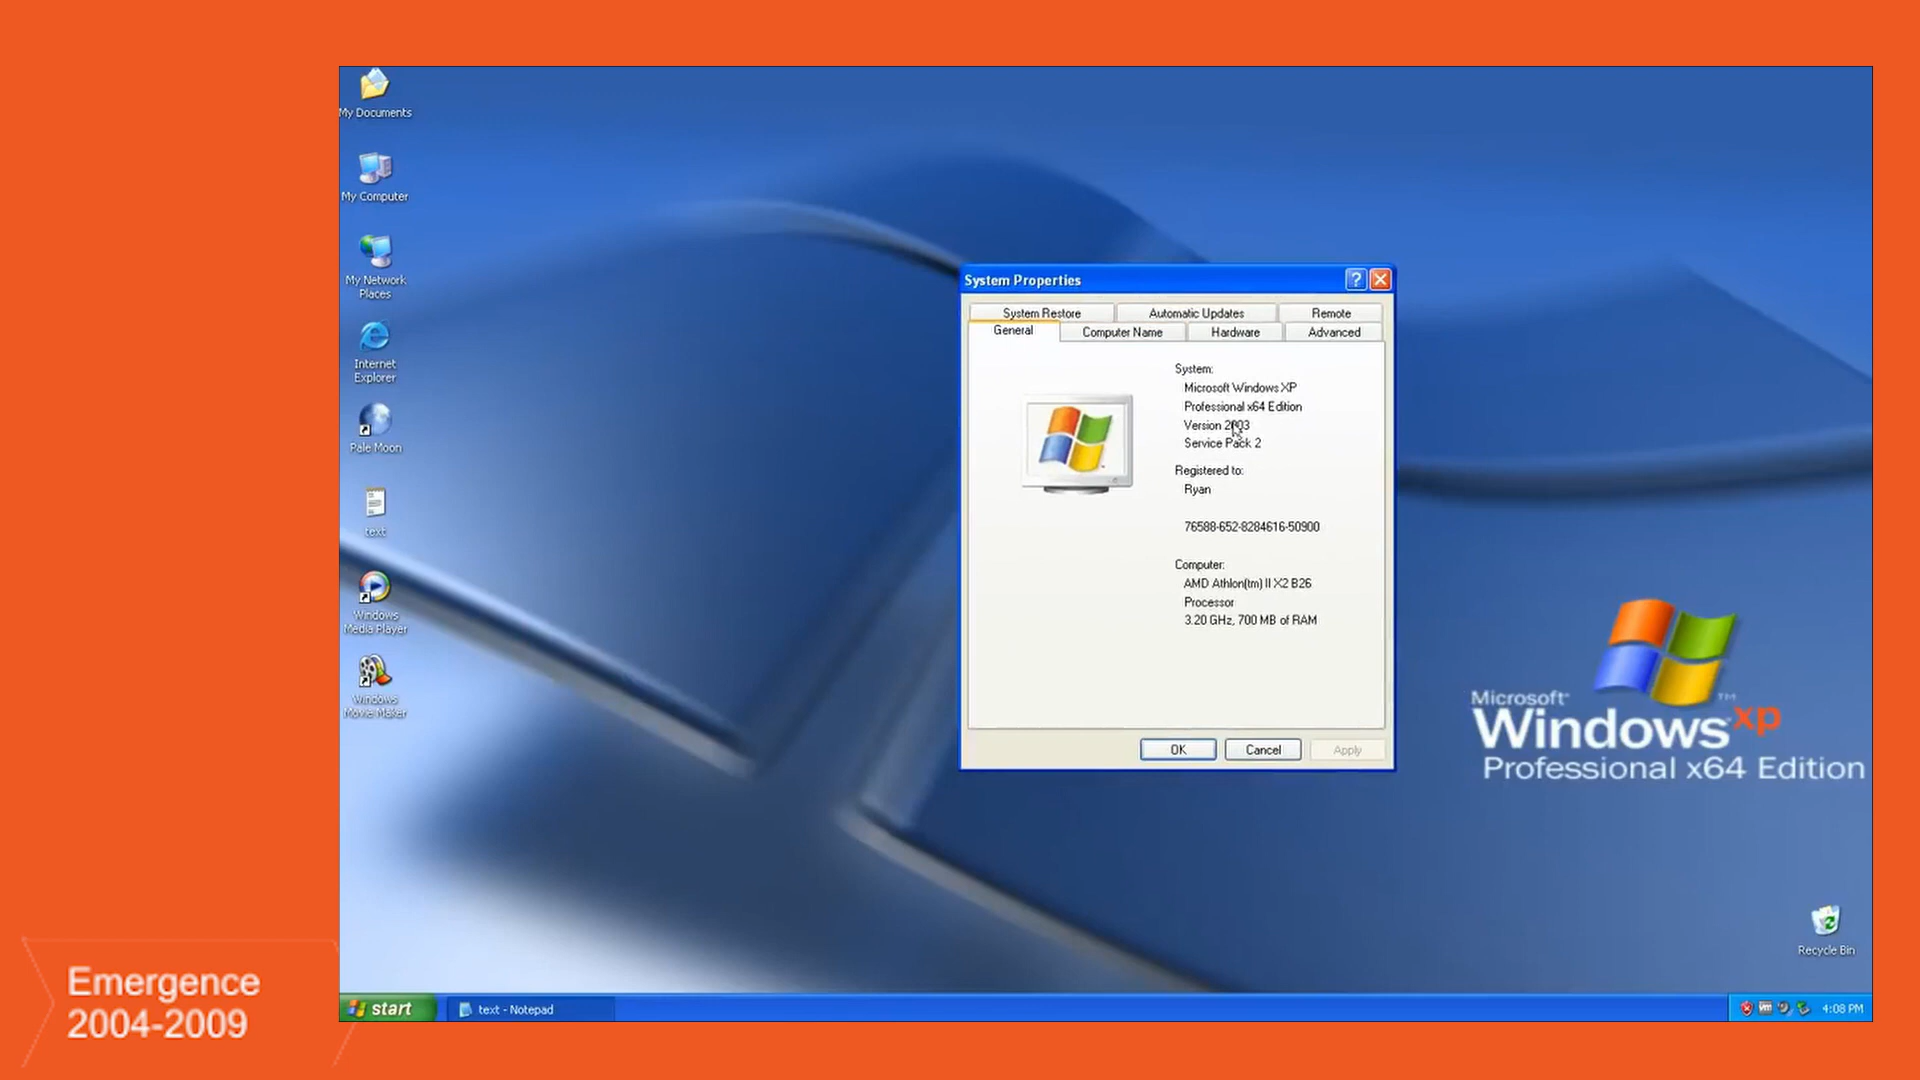 My Documents
My Computer
My Network
Places
Internet
Explorer
Pale Moon
text
Windows
Media Player
Windows
Movie Maker
System Properties
System Restore
Automatic Updates
Remote
General
Computer Name
Hardware
Advanced
System:
Microsoft Windows XP
Professional x64 Edition
Version 2003
Service Pack 2
Registered to:
Ryan
76588-652-8284616-50900
Computer:
AMD Athlon(tm) II X2 B26
Processor
3.20 GHz, 700 MB of RAM
OK
Cancel
Apply
Microsoft
Windows xp
TM
Professional x64 Edition
Recycle Bin
Emergence
2004-2009
start
text - Notepad
4:08 PM